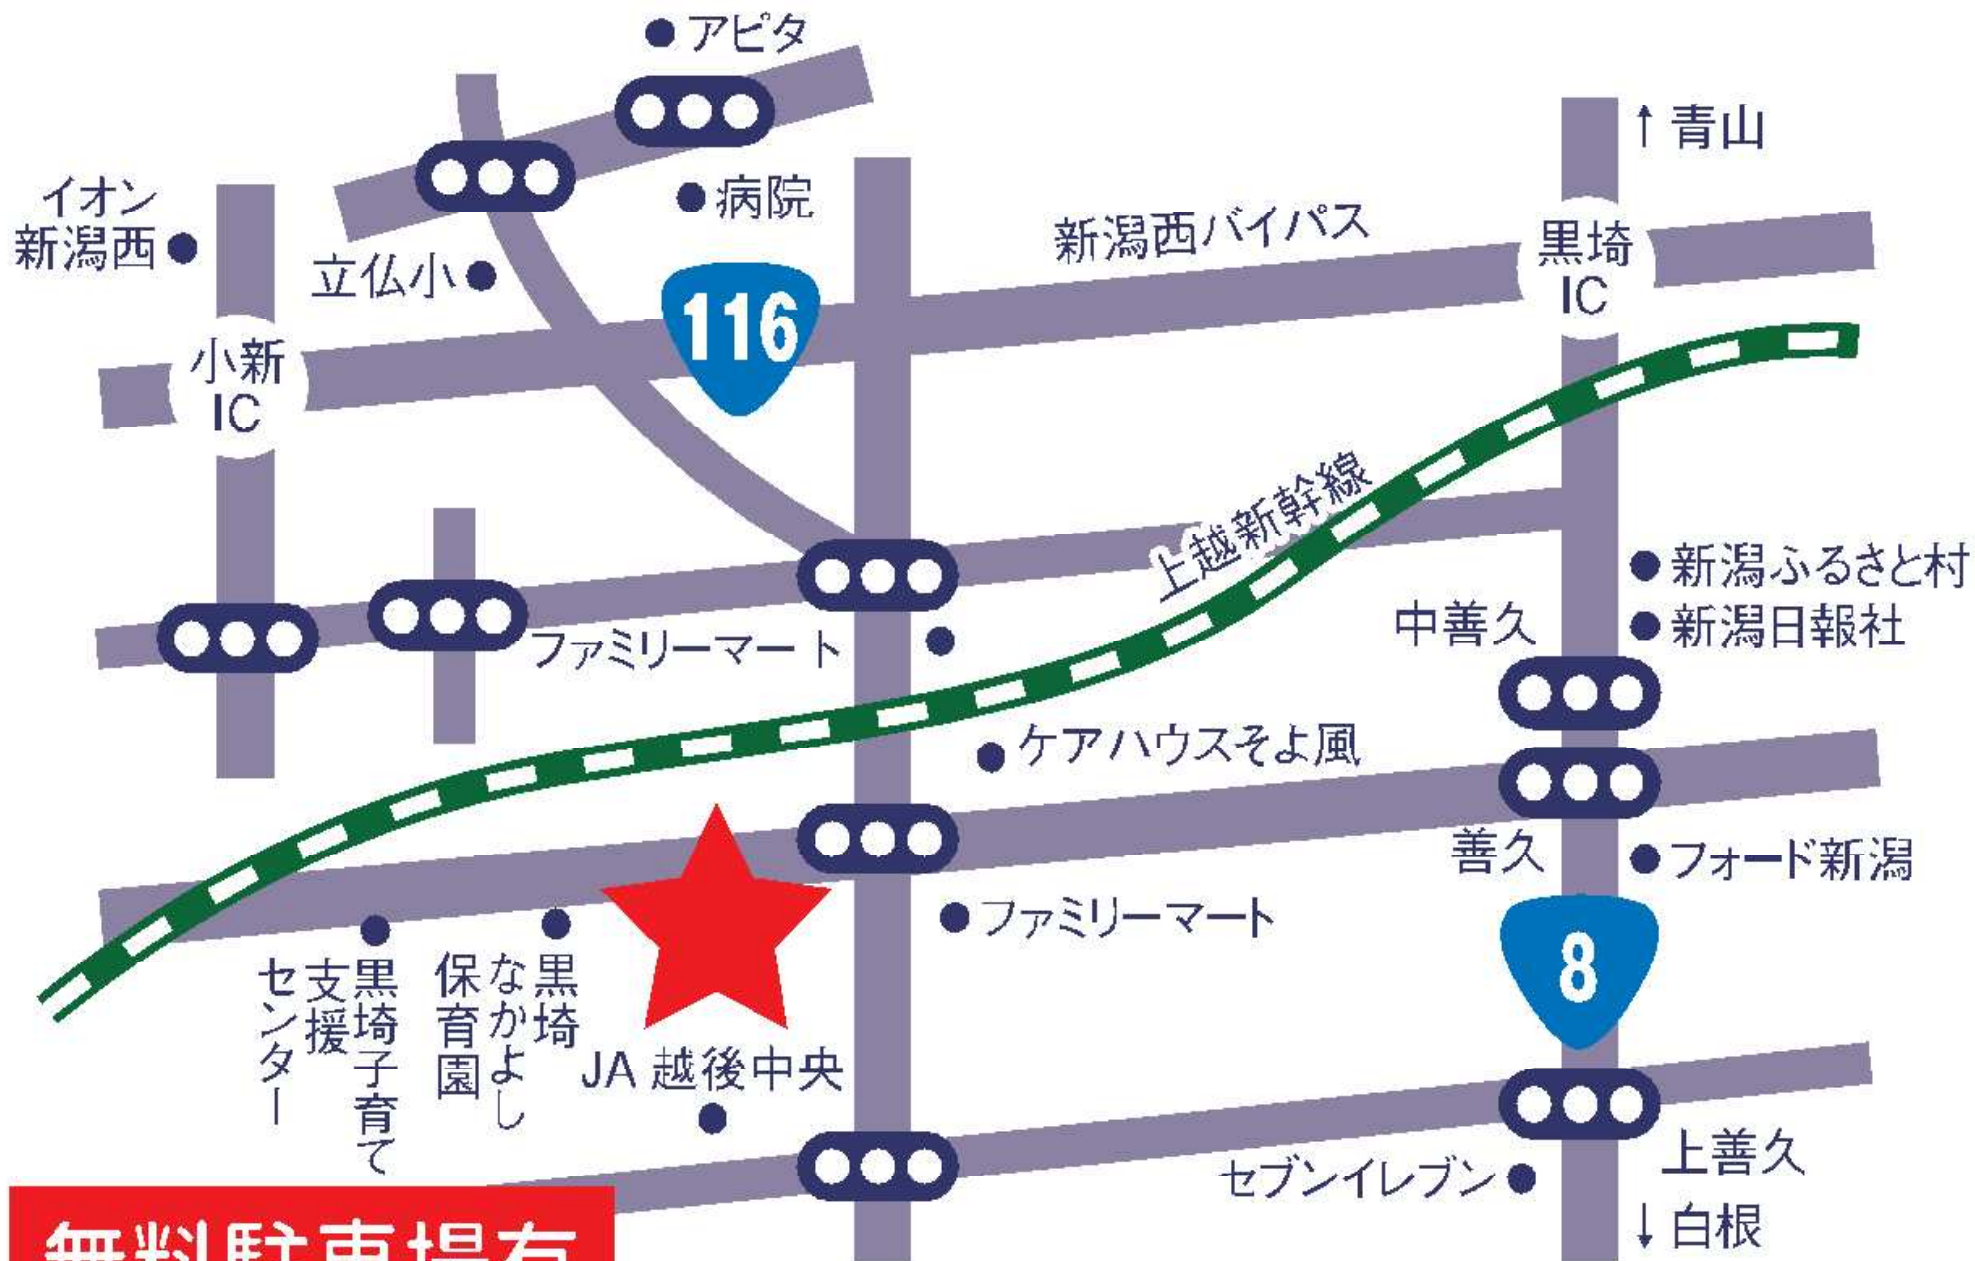 アピタ
↑ 青山
イオン
新潟西
病院
立仏小
新潟西バイパス
黒埼
IC
116
小新
IC
上越新幹線
新潟ふるさと村
中善久
新潟日報社
ファミリーマート
ケアハウスそよ風
善久
フォード新潟
ファミリーマート
8
黒埼子育て
支援
センター
黒埼
なかよし
保育園
JA 越後中央
上善久
セブンイレブン
↓ 白根
無料駐車場有